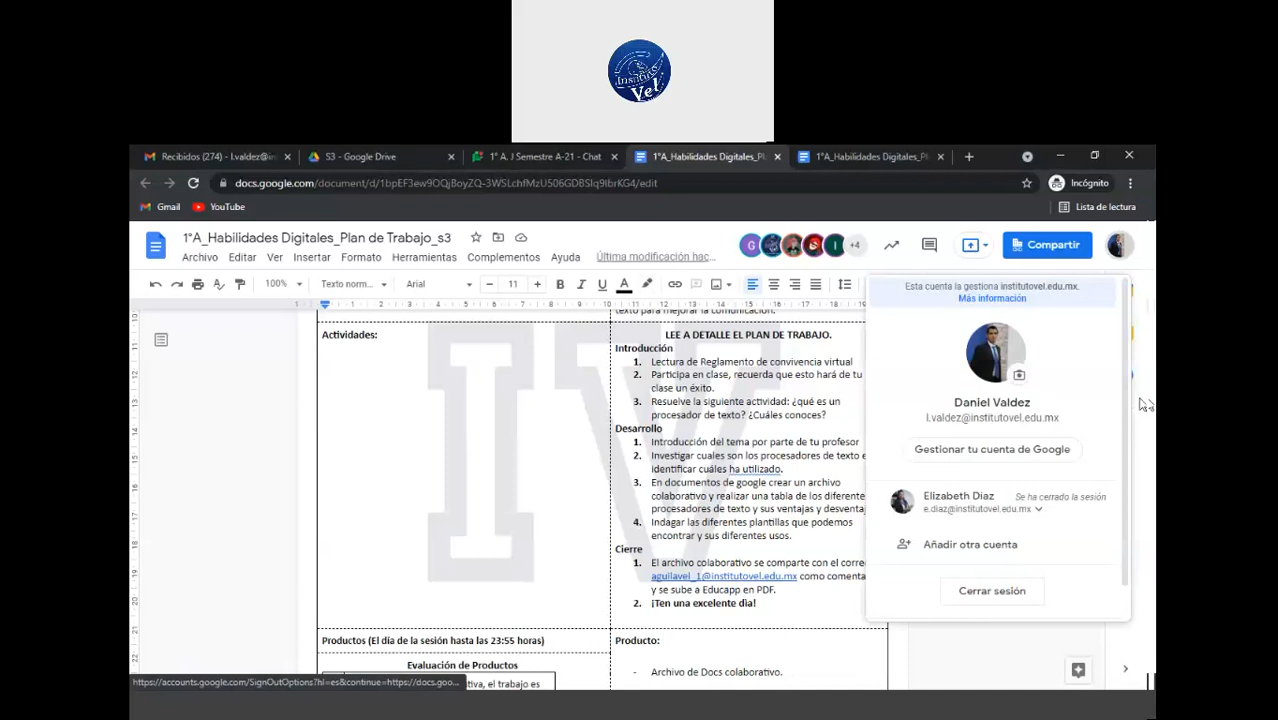 Instituto
Vel
Recibidos (274) - l.valdez@in
S3 - Google Drive
1° A, J Semestre A-21 - Chat
1°A_Habilidades Digitales_Pl
1°A_Habilidades Digitales_Pl
docs.google.com/document/d/1bpEF3ew9OQjBoyZQ-3WSLchfMzU506GDBSIq9IbrKG4/edit
Incógnito
Gmail
YouTube
Lista de lectura
1°A_Habilidades Digitales_Plan de Trabajo_s3
G
I
+4
Compartir
Archivo Editar Ver Insertar Formato Herramientas Complementos Ayuda Última modificación hac...
100% Texto norm... Arial 11 B I U A
Esta cuenta la gestiona institutovel.edu.mx.
Más información
Daniel Valdez
l.valdez@institutovel.edu.mx
Gestionar tu cuenta de Google
Elizabeth Diaz Se ha cerrado la sesión
e.diaz@institutovel.edu.mx
Añadir otra cuenta
Cerrar sesión
texto para mejorar la comunicación.
IV
Actividades:
LEE A DETALLE EL PLAN DE TRABAJO.
Introducción
1. Lectura de Reglamento de convivencia virtual
2. Participa en clase, recuerda que esto hará de tu
clase un éxito.
3. Resuelve la siguiente actividad: ¿qué es un
procesador de texto? ¿Cuáles conoces?
Desarrollo
1. Introducción del tema por parte de tu profesor
2. Investigar cuales son los procesadores de texto e
identificar cuáles ha utilizado.
3. En documentos de google crear un archivo
colaborativo y realizar una tabla de los diferente
procesadores de texto y sus ventajas y desventaj
4. Indagar las diferentes plantillas que podemos
encontrar y sus diferentes usos.
Cierre
1. El archivo colaborativo se comparte con el corre
aguilavel_1@institutovel.edu.mx como comenta
y se sube a Educapp en PDF.
2. ¡Ten una excelente día!
Productos (El día de la sesión hasta las 23:55 horas)
Producto:
Evaluación de Productos
- Archivo de Docs colaborativo.
tiva, el trabajo es
https://accounts.google.com/SignOutOptions?hl=es&continue=https://docs.goo...